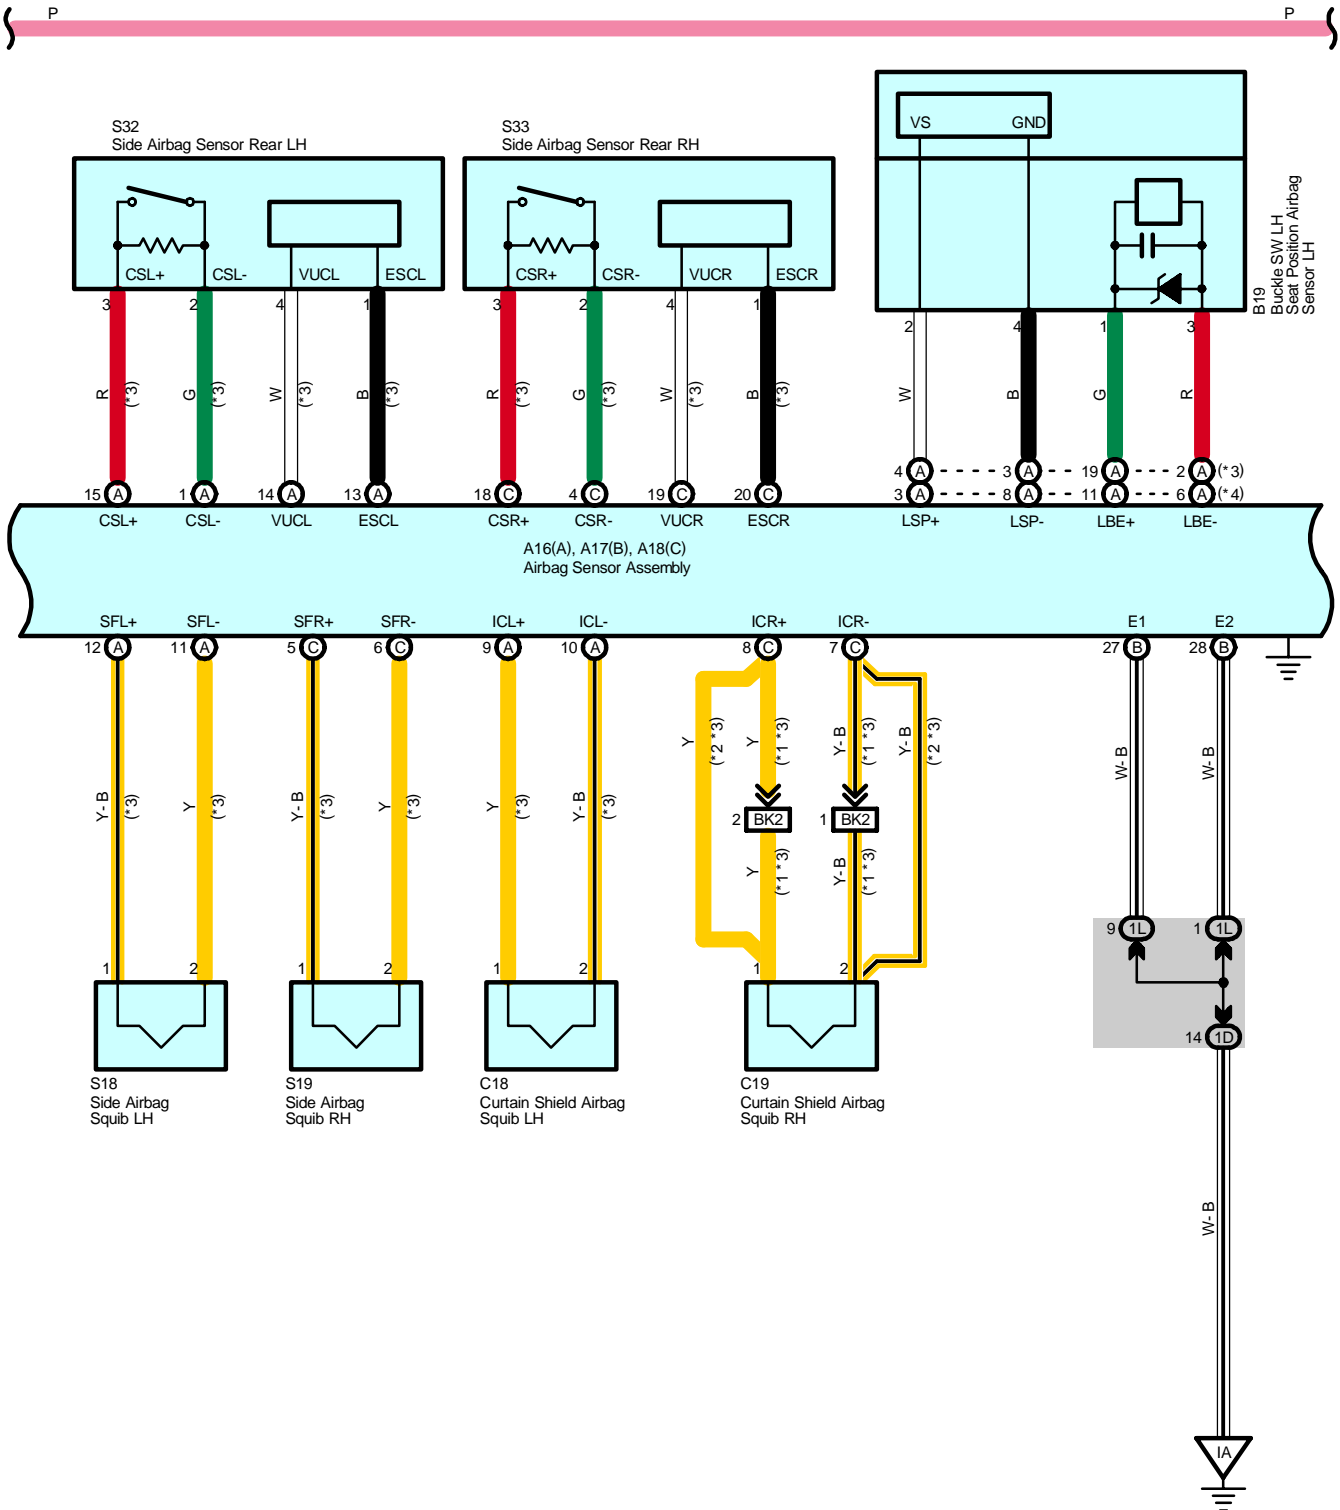 P P
S32
Side Airbag Sensor Rear LH
S33
Side Airbag Sensor Rear RH
VS GND
B19
Buckle SW LH
Seat Position Airbag
Sensor LH
CSL+ CSL- VUCL ESCL
CSR+ CSR- VUCR ESCR
3 2 4 1
3 2 4 1
2 4 1 3
R (*3) G (*3) W (*3) B (*3)
R (*3) G (*3) W (*3) B (*3)
W B G R
4 A 3 A 19 A 2 A (*3)
15 A 1 A 14 A 13 A 18 C 4 C 19 C 20 C 3 A 8 A 11 A 6 A (*4)
CSL+ CSL- VUCL ESCL CSR+ CSR- VUCR ESCR LSP+ LSP- LBE+ LBE-
A16(A), A17(B), A18(C)
Airbag Sensor Assembly
SFL+ SFL- SFR+ SFR- ICL+ ICL- ICR+ ICR- E1 E2
12 A 11 A 5 C 6 C 9 A 10 A 8 C 7 C 27 B 28 B
Y (*2 *3) Y (*1 *3) Y-B (*1 *3) Y-B (*2 *3) W-B W-B
Y-B (*3) Y (*3) Y-B (*3) Y (*3) Y (*3) Y-B (*3)
2 BK2 1 BK2
Y (*1 *3) Y-B (*1 *3)
9 1L 1 1L
1 2 1 2 1 2 1 2
14 1D
S18
Side Airbag
Squib LH
S19
Side Airbag
Squib RH
C18
Curtain Shield Airbag
Squib LH
C19
Curtain Shield Airbag
Squib RH
W-B
IA